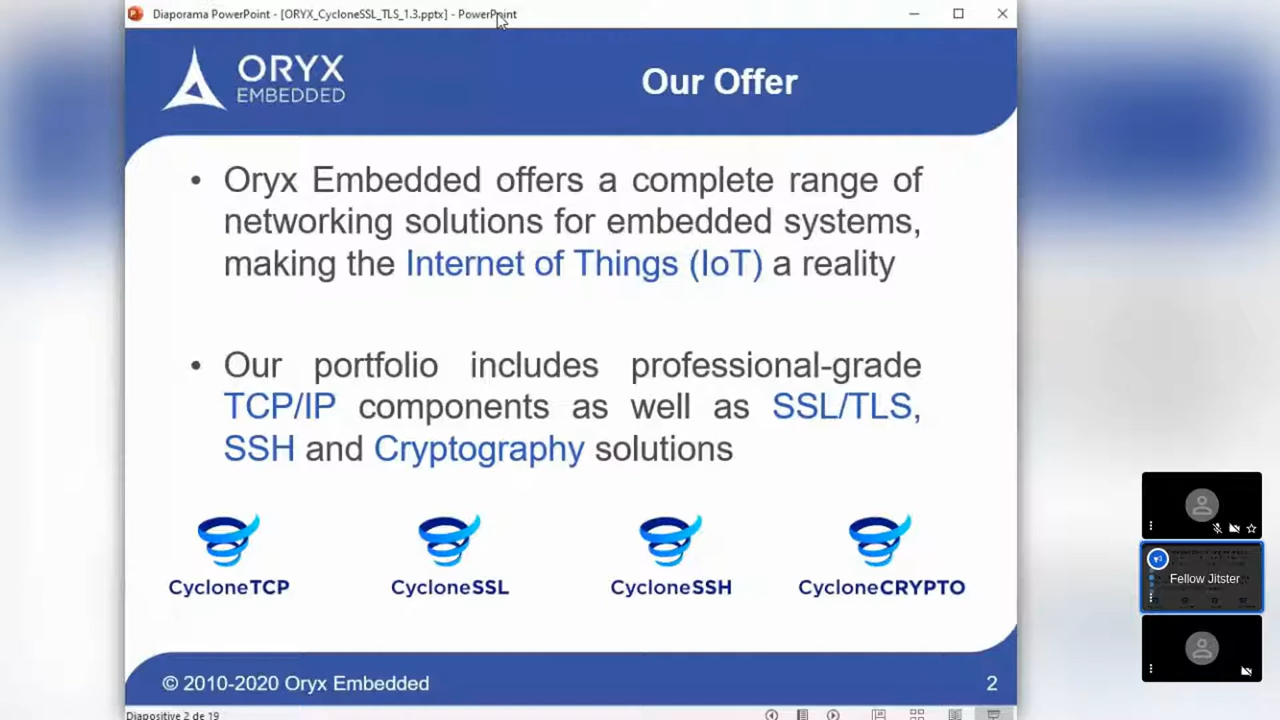 Diaporama PowerPoint - [ORYX_CycloneSSL_TLS_1.3.pptx] - PowerPoint
ORYX
EMBEDDED
Our Offer
• Oryx Embedded offers a complete range of
networking solutions for embedded systems,
making the Internet of Things (IoT) a reality
• Our portfolio includes professional-grade
TCP/IP components as well as SSL/TLS,
SSH and Cryptography solutions
CycloneTCP
CycloneSSL
CycloneSSH
CycloneCRYPTO
Fellow Jitster
© 2010-2020 Oryx Embedded
2
Diapositive 2 de 19